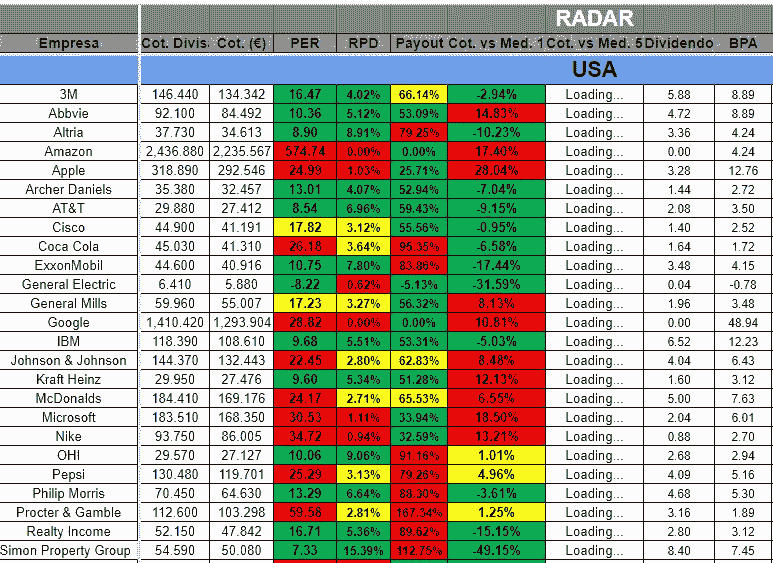 RADAR
Empresa Cot. Divis Cot. (€) PER RPD Payout Cot. vs Med. 1 Cot. vs Med. 5 Dividendo BPA
USA
3M 146.440 134.342 16.47 4.02% 66.14% -2.94% Loading... 5.88 8.89
Abbvie 92.100 84.492 10.36 5.12% 53.09% 14.83% Loading... 4.72 8.89
Altria 37.730 34.613 8.90 8.91% 79.25% -10.23% Loading... 3.36 4.24
Amazon 2,436.880 2,235.567 574.74 0.00% 0.00% 17.40% Loading... 0.00 4.24
Apple 318.890 292.546 24.99 1.03% 25.71% 28.04% Loading... 3.28 12.76
Archer Daniels 35.380 32.457 13.01 4.07% 52.94% -7.04% Loading... 1.44 2.72
AT&T 29.880 27.412 8.54 6.96% 59.43% -9.15% Loading... 2.08 3.50
Cisco 44.900 41.191 17.82 3.12% 55.56% -0.95% Loading... 1.40 2.52
Coca Cola 45.030 41.310 26.18 3.64% 95.35% -6.58% Loading... 1.64 1.72
ExxonMobil 44.600 40.916 10.75 7.80% 83.86% -17.44% Loading... 3.48 4.15
General Electric 6.410 5.880 -8.22 0.62% -5.13% -31.59% Loading... 0.04 -0.78
General Mills 59.960 55.007 17.23 3.27% 56.32% 8.13% Loading... 1.96 3.48
Google 1,410.420 1,293.904 28.82 0.00% 0.00% 10.81% Loading... 0.00 48.94
IBM 118.390 108.610 9.68 5.51% 53.31% -5.03% Loading... 6.52 12.23
Johnson & Johnson 144.370 132.443 22.45 2.80% 62.83% 8.48% Loading... 4.04 6.43
Kraft Heinz 29.950 27.476 9.60 5.34% 51.28% 12.13% Loading... 1.60 3.12
McDonalds 184.410 169.176 24.17 2.71% 65.53% 6.55% Loading... 5.00 7.63
Microsoft 183.510 168.350 30.53 1.11% 33.94% 18.50% Loading... 2.04 6.01
Nike 93.750 86.005 34.72 0.94% 32.59% 13.21% Loading... 0.88 2.70
OHI 29.570 27.127 10.06 9.06% 91.16% 1.01% Loading... 2.68 2.94
Pepsi 130.480 119.701 25.29 3.13% 79.26% 4.96% Loading... 4.09 5.16
Philip Morris 70.450 64.630 13.29 6.64% 88.30% -3.61% Loading... 4.68 5.30
Procter & Gamble 112.600 103.298 59.58 2.81% 167.34% 1.25% Loading... 3.16 1.89
Realty Income 52.150 47.842 16.71 5.36% 89.62% -15.15% Loading... 2.80 3.12
Simon Property Group 54.590 50.080 7.33 15.39% 112.75% -49.15% Loading... 8.40 7.45